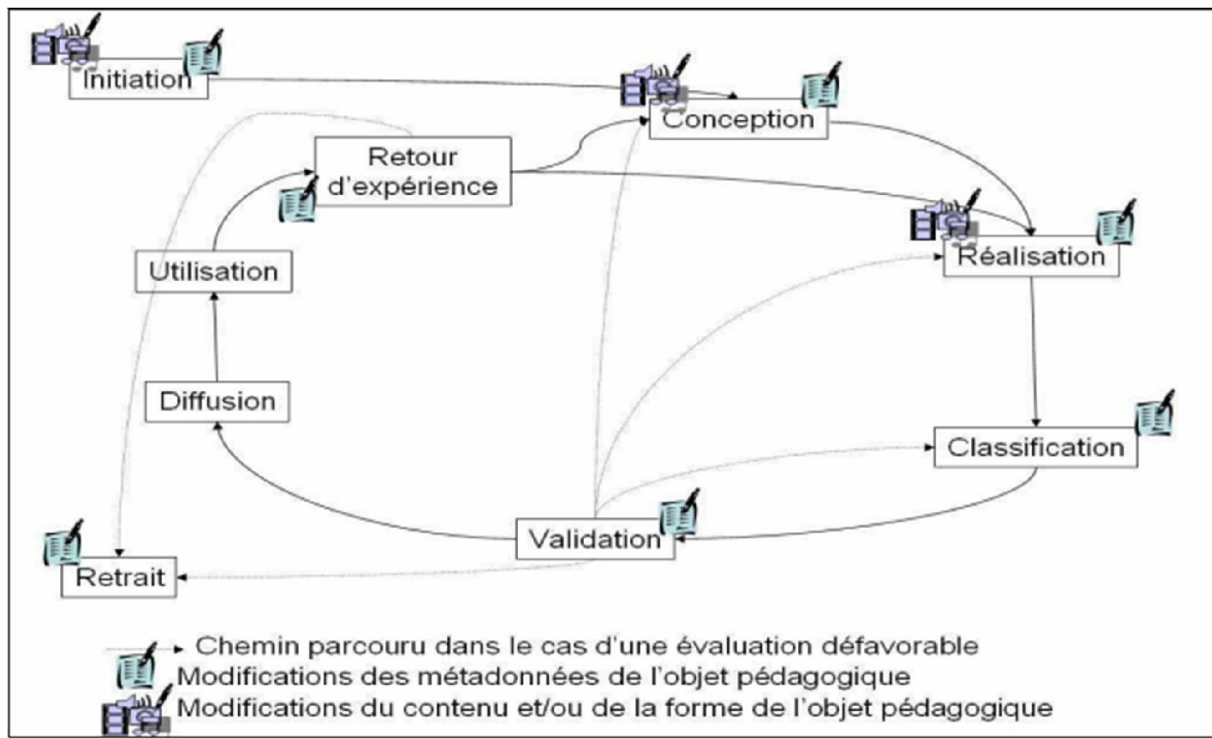 Initiation
Conception
Retour
d'expérience
Réalisation
Utilisation
Diffusion
Classification
Validation
Retrait
Chemin parcouru dans le cas d'une évaluation défavorable
Modifications des métadonnées de l'objet pédagogique
Modifications du contenu et/ou de la forme de l'objet pédagogique